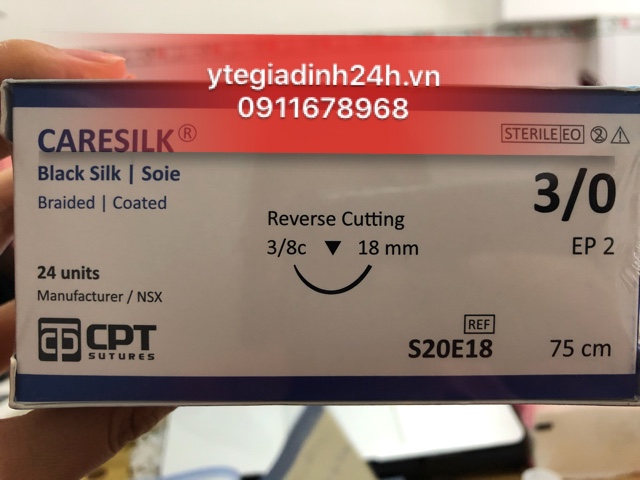 ytegiadinh24h.vn
0911678968
CARESILK®
STERILE EO
Black Silk | Soie
Braided | Coated
3/0
EP 2
Reverse Cutting
3/8c ▼ 18 mm
24 units
Manufacturer / NSX
CPT
SUTURES
REF
S20E18
75 cm